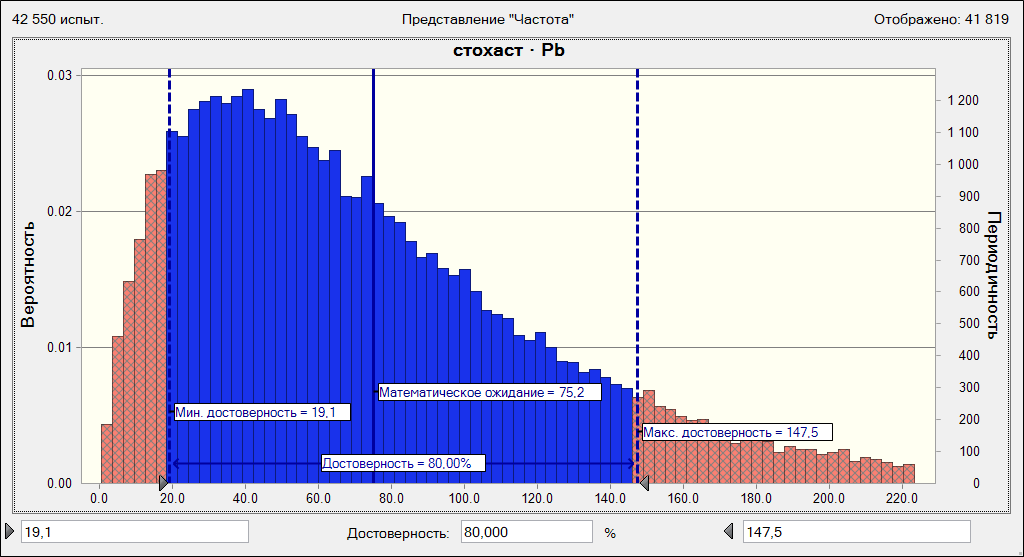 42 550 испыт. Представление "Частота" Отображено: 41 819
стохаст · Pb
0.03
0.02
0.01
0.00
Вероятность
1 200
1 100
1 000
900
800
700
600
500
400
300
200
100
0
Периодичность
Математическое ожидание = 75,2
Мин. достоверность = 19,1
Макс. достоверность = 147,5
Достоверность = 80,00%
0.0 20.0 40.0 60.0 80.0 100.0 120.0 140.0 160.0 180.0 200.0 220.0
19,1 Достоверность: 80,000 % 147,5